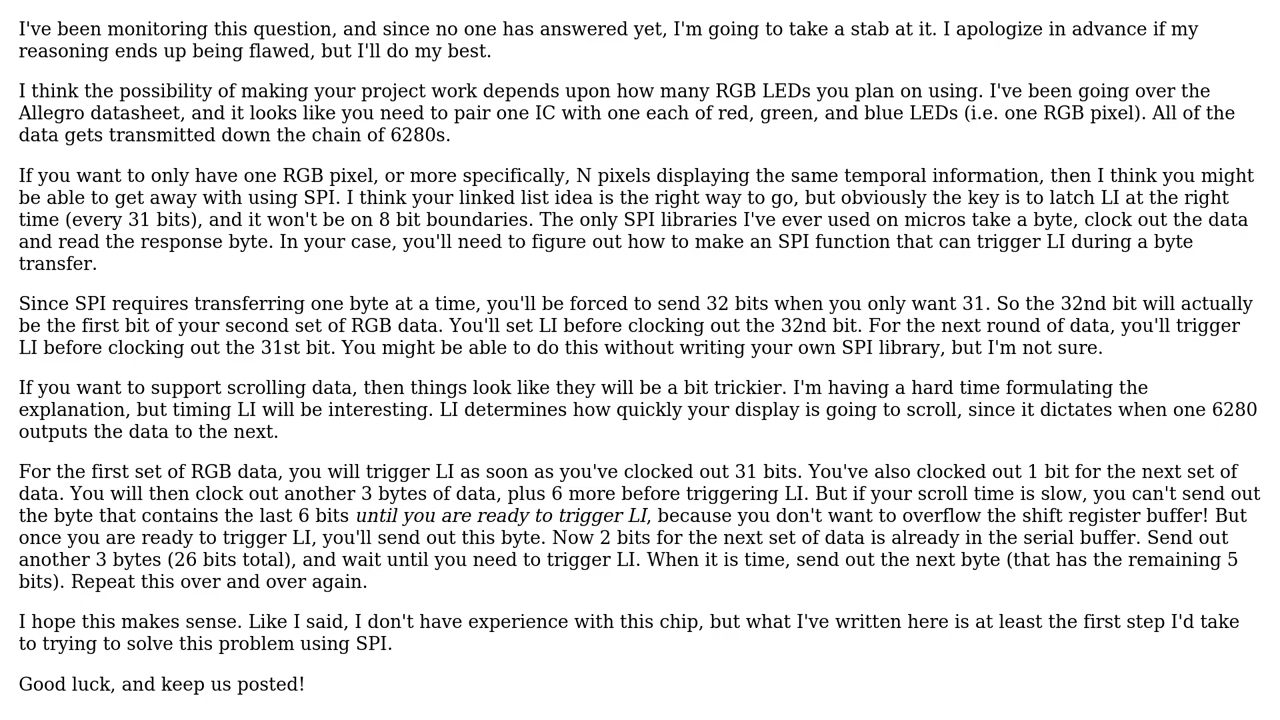 I've been monitoring this question, and since no one has answered yet, I'm going to take a stab at it. I apologize in advance if my
reasoning ends up being flawed, but I'll do my best.
I think the possibility of making your project work depends upon how many RGB LEDs you plan on using. I've been going over the
Allegro datasheet, and it looks like you need to pair one IC with one each of red, green, and blue LEDs (i.e. one RGB pixel). All of the
data gets transmitted down the chain of 6280s.
If you want to only have one RGB pixel, or more specifically, N pixels displaying the same temporal information, then I think you might
be able to get away with using SPI. I think your linked list idea is the right way to go, but obviously the key is to latch LI at the right
time (every 31 bits), and it won't be on 8 bit boundaries. The only SPI libraries I've ever used on micros take a byte, clock out the data
and read the response byte. In your case, you'll need to figure out how to make an SPI function that can trigger LI during a byte
transfer.
Since SPI requires transferring one byte at a time, you'll be forced to send 32 bits when you only want 31. So the 32nd bit will actually
be the first bit of your second set of RGB data. You'll set LI before clocking out the 32nd bit. For the next round of data, you'll trigger
LI before clocking out the 31st bit. You might be able to do this without writing your own SPI library, but I'm not sure.
If you want to support scrolling data, then things look like they will be a bit trickier. I'm having a hard time formulating the
explanation, but timing LI will be interesting. LI determines how quickly your display is going to scroll, since it dictates when one 6280
outputs the data to the next.
For the first set of RGB data, you will trigger LI as soon as you've clocked out 31 bits. You've also clocked out 1 bit for the next set of
data. You will then clock out another 3 bytes of data, plus 6 more before triggering LI. But if your scroll time is slow, you can't send out
the byte that contains the last 6 bits until you are ready to trigger LI, because you don't want to overflow the shift register buffer! But
once you are ready to trigger LI, you'll send out this byte. Now 2 bits for the next set of data is already in the serial buffer. Send out
another 3 bytes (26 bits total), and wait until you need to trigger LI. When it is time, send out the next byte (that has the remaining 5
bits). Repeat this over and over again.
I hope this makes sense. Like I said, I don't have experience with this chip, but what I've written here is at least the first step I'd take
to trying to solve this problem using SPI.
Good luck, and keep us posted!